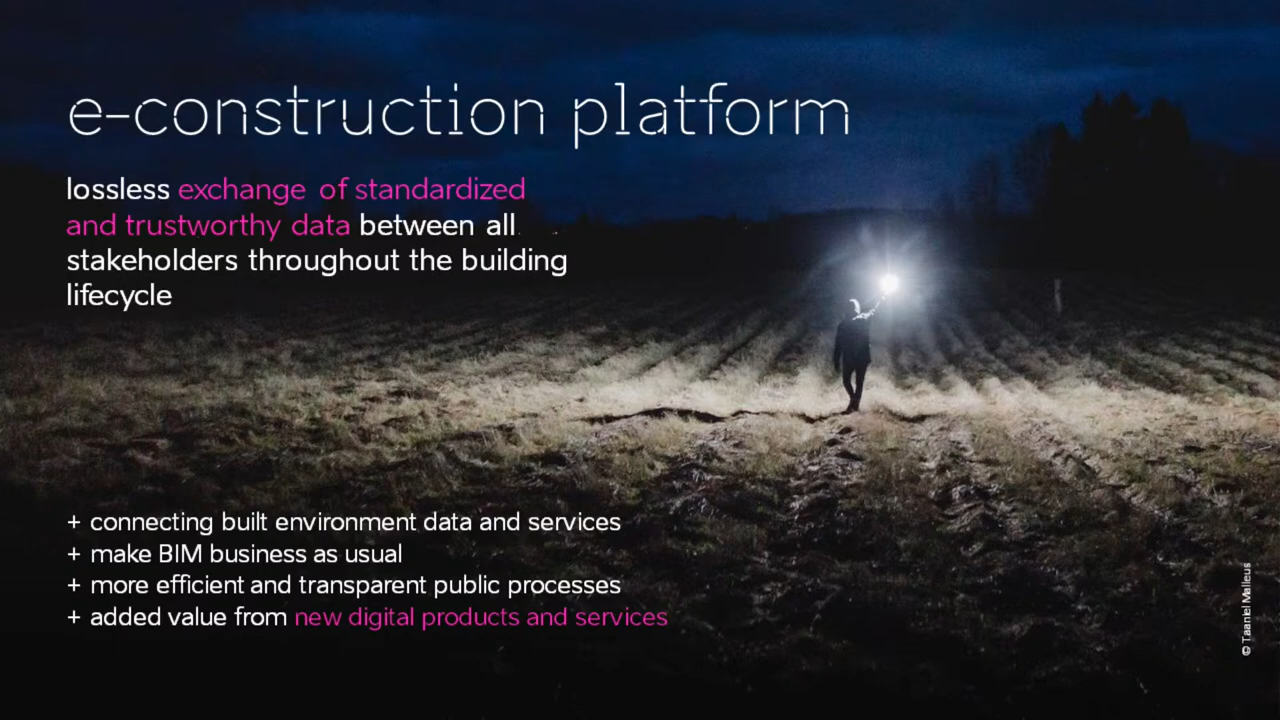 e-construction platform
lossless exchange of standardized
and trustworthy data between all
stakeholders throughout the building
lifecycle
+ connecting built environment data and services
+ make BIM business as usual
+ more efficient and transparent public processes
+ added value from new digital products and services
© Taaniel Malleus